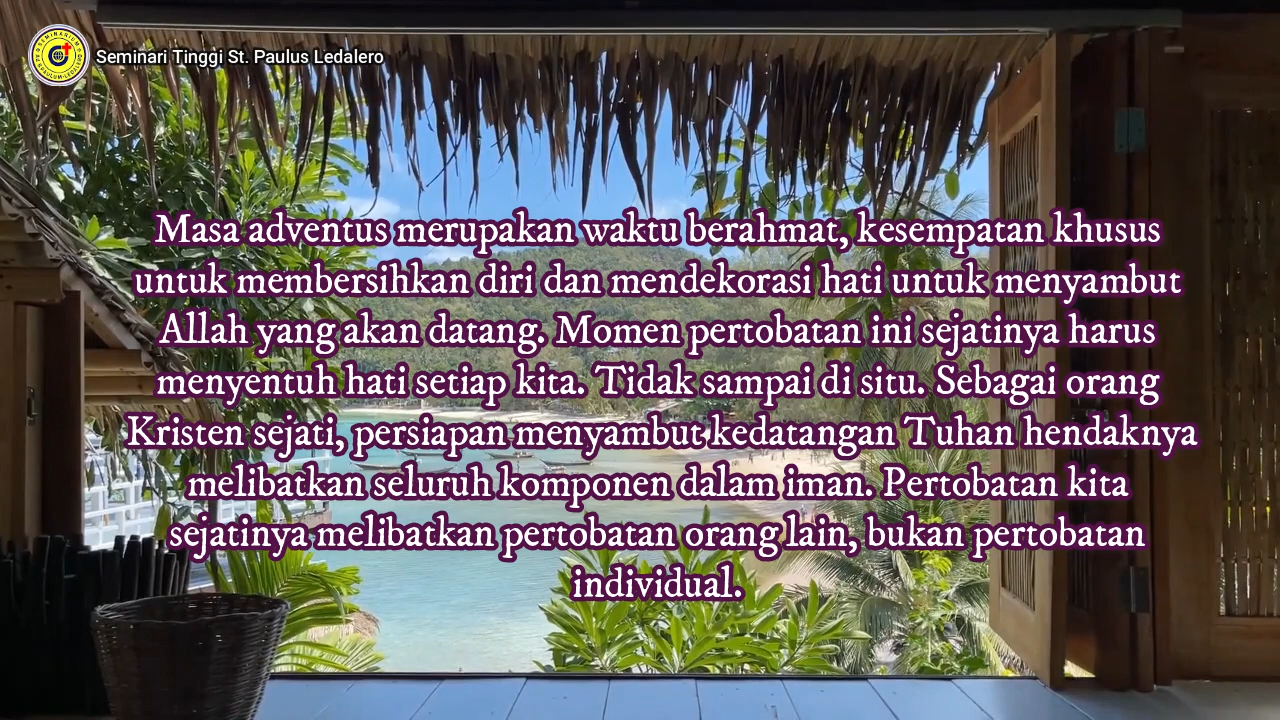 Seminari Tinggi St. Paulus Ledalero
Masa adventus merupakan waktu berahmat, kesempatan khusus
untuk membersihkan diri dan mendekorasi hati untuk menyambut
Allah yang akan datang. Momen pertobatan ini sejatinya harus
menyentuh hati setiap kita. Tidak sampai di situ. Sebagai orang
Kristen sejati, persiapan menyambut kedatangan Tuhan hendaknya
melibatkan seluruh komponen dalam iman. Pertobatan kita
sejatinya melibatkan pertobatan orang lain, bukan pertobatan
individual.